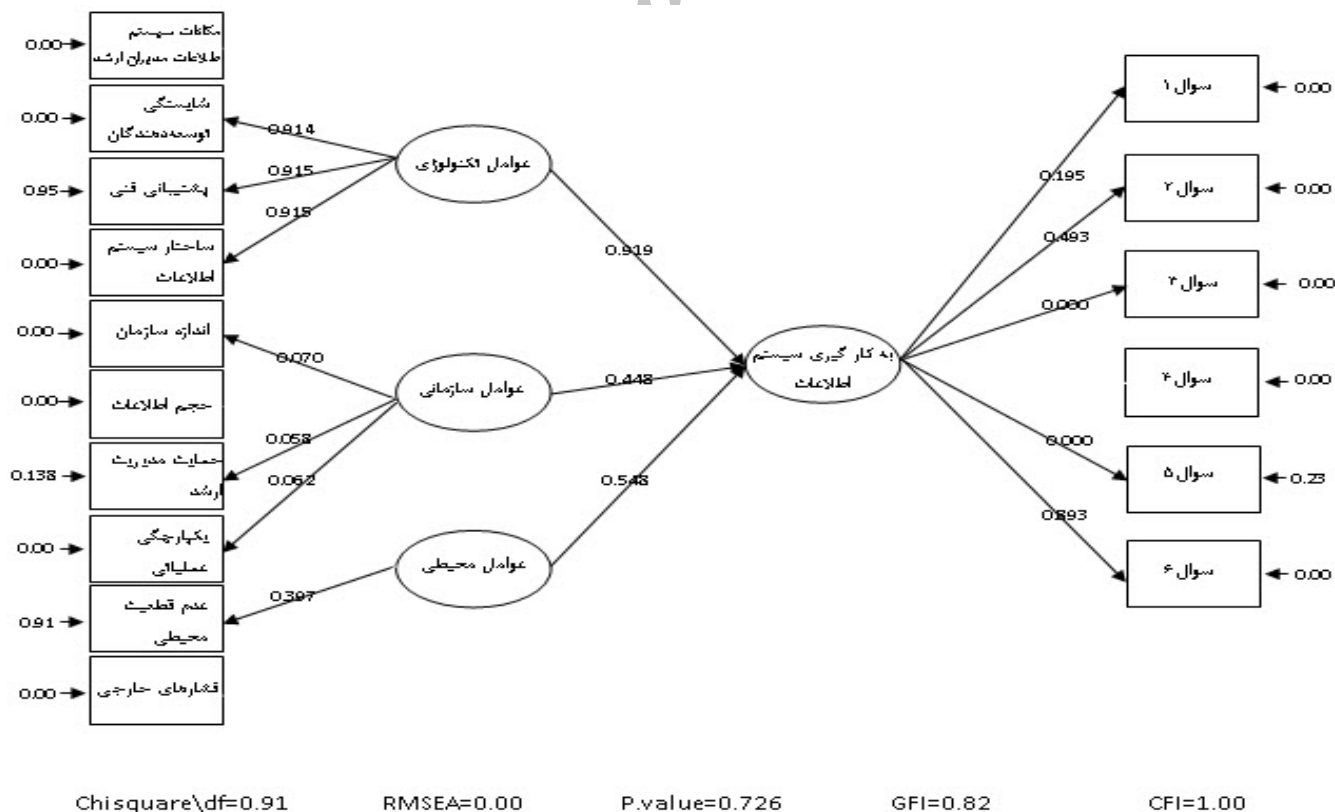 مکانات سیستم
طلاعات مدیران ارشد
0.00
شایستگی
توسعه‌دهندگان
0.00
پشتیبانی فنی
0.95
ساختار سیستم
اطلاعات
0.00
اندازه سازمان
0.00
حجم اطلاعات
0.00
حمایت مدیریت
ارشد
0.138
یکپارچگی
عملیاتی
0.00
عدم قطعیت
محیطی
0.91
فشارهای خارجی
0.00
0.914
0.915
0.915
0.070
0.058
0.062
0.397
عوامل تکنولوژی
عوامل سازمانی
عوامل محیطی
0.919
0.448
0.548
به کار گیری سیستم
اطلاعات
0.195
0.493
0.000
0.000
سوال ۱
0.00
سوال ۲
0.00
0.00
سوال ۴
0.00
سوال ۵
0.23
سوال ۶
0.00
Chisquare\df=0.91
RMSEA=0.00
P.value=0.726
GFI=0.82
CFI=1.00